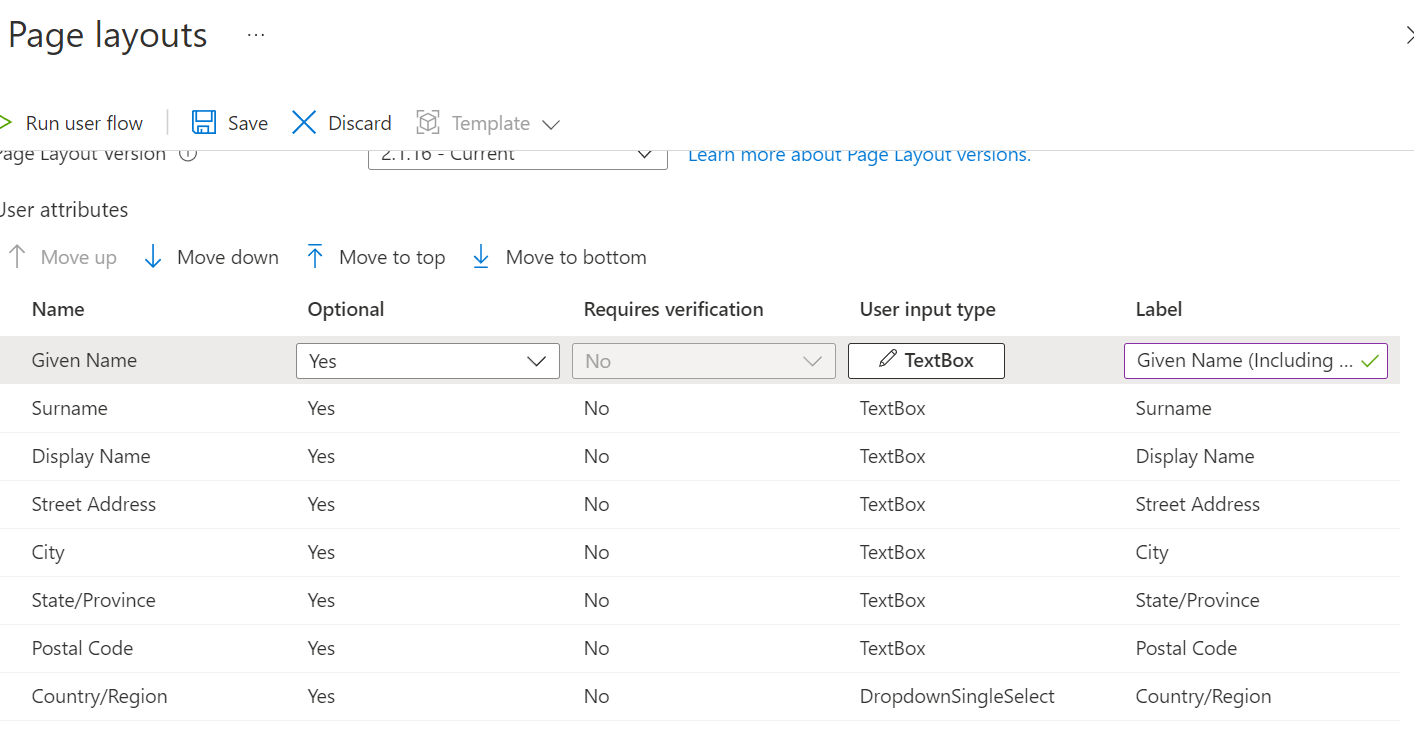 Page layouts ...
Run user flow Save Discard Template
Page Layout Version 2.1.16 - Current Learn more about Page Layout versions.
User attributes
Move up Move down Move to top Move to bottom
Name Optional Requires verification User input type Label
Given Name Yes No TextBox Given Name (Including ...
Surname Yes No TextBox Surname
Display Name Yes No TextBox Display Name
Street Address Yes No TextBox Street Address
City Yes No TextBox City
State/Province Yes No TextBox State/Province
Postal Code Yes No TextBox Postal Code
Country/Region Yes No DropdownSingleSelect Country/Region